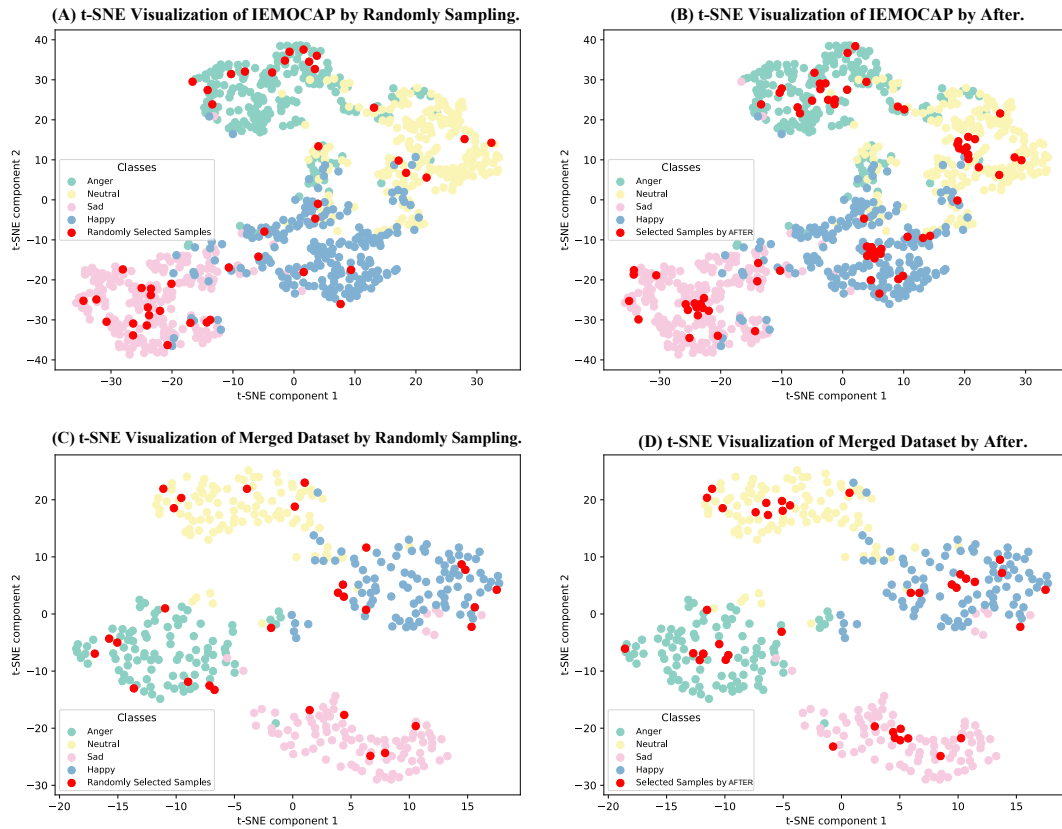 (A) t-SNE Visualization of IEMOCAP by Randomly Sampling.
40
30
20
10
0
−10
−20
−30
−40
t-SNE component 2
Classes
Anger
Neutral
Sad
Happy
Randomly Selected Samples
−30
−20
−10
0
10
20
30
t-SNE component 1
(B) t-SNE Visualization of IEMOCAP by After.
40
30
20
10
0
−10
−20
−30
−40
t-SNE component 2
Classes
Anger
Neutral
Sad
Happy
Selected Samples by AFTER
−30
−20
−10
0
10
20
30
t-SNE component 1
(C) t-SNE Visualization of Merged Dataset by Randomly Sampling.
20
10
0
−10
−20
−30
t-SNE component 2
Classes
Anger
Neutral
Sad
Happy
Randomly Selected Samples
−20
−15
−10
−5
0
5
10
15
t-SNE component 1
(D) t-SNE Visualization of Merged Dataset by After.
20
10
0
−10
−20
−30
t-SNE component 2
Classes
Anger
Neutral
Sad
Happy
Selected Samples by AFTER
−20
−15
−10
−5
0
5
10
15
t-SNE component 1